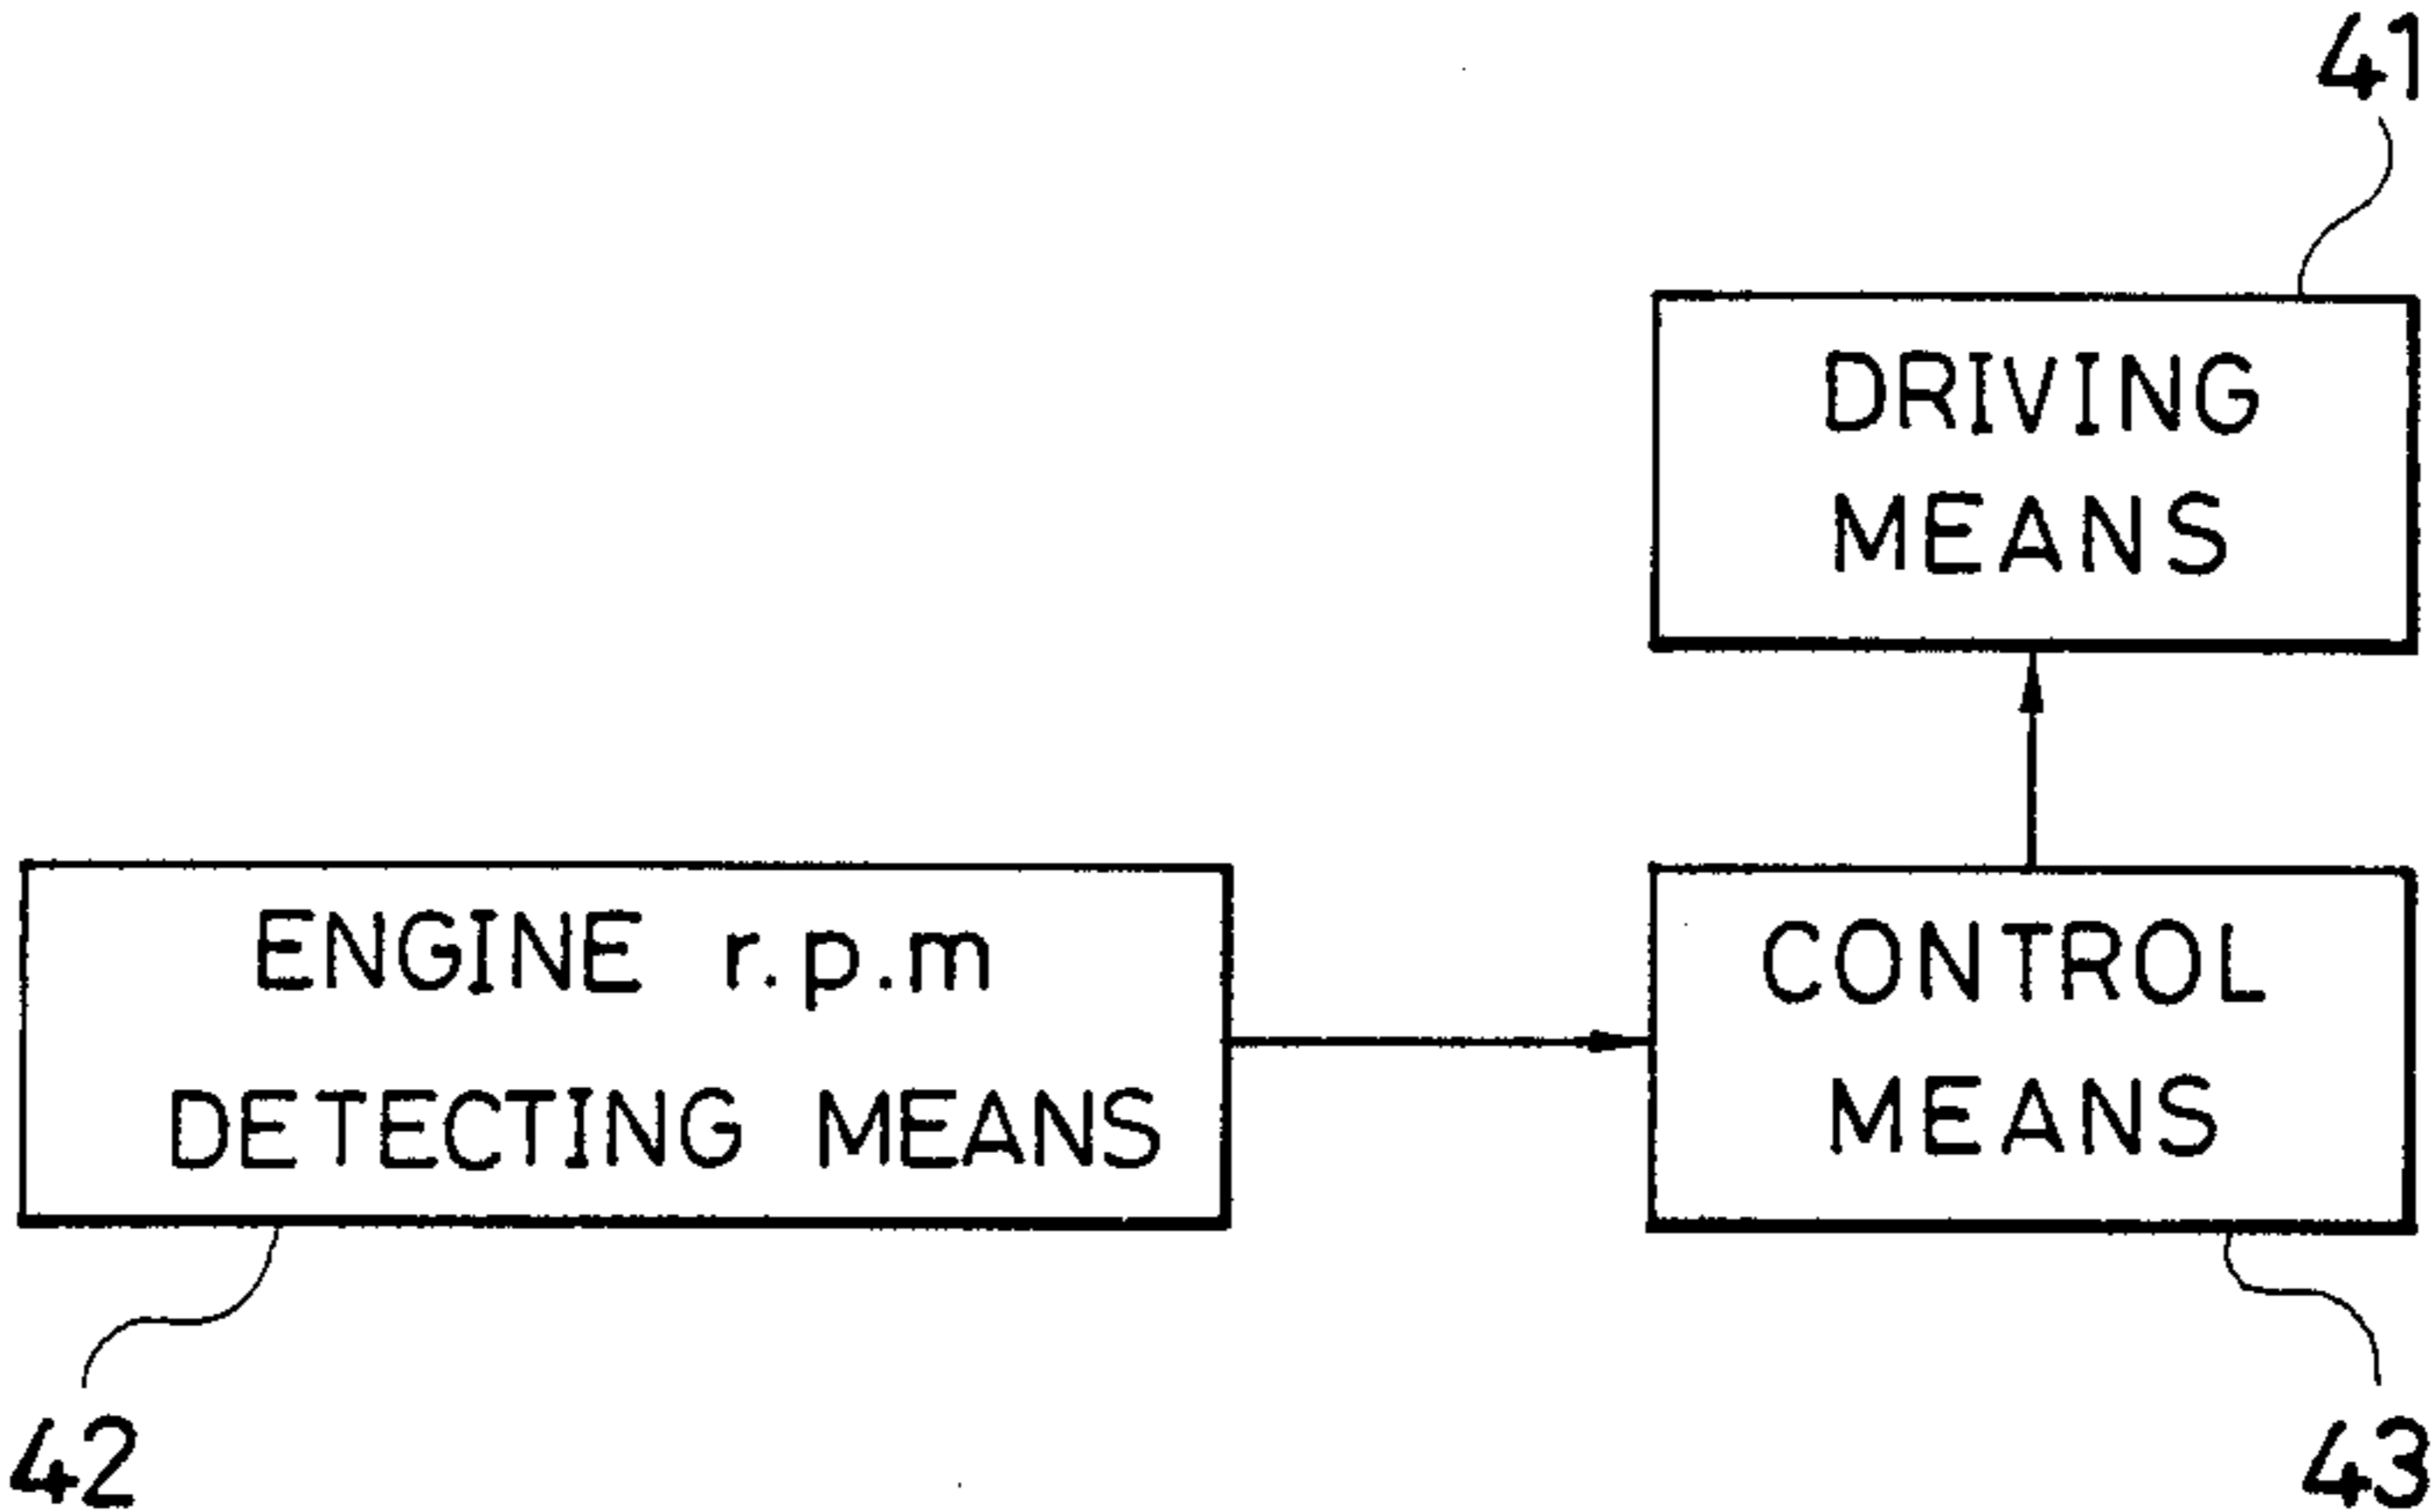 41
DRIVING
MEANS
ENGINE r.p.m
DETECTING MEANS
CONTROL
MEANS
42
43